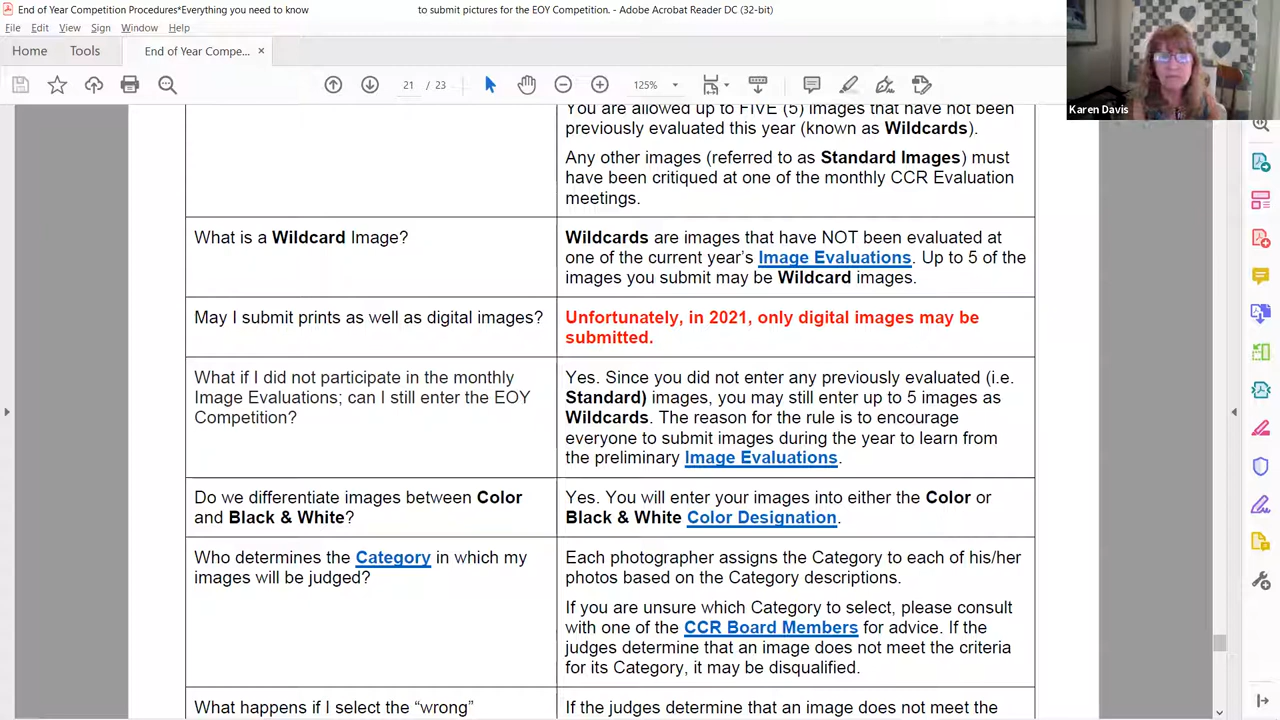 End of Year Competition Procedures*Everything you need to know to submit pictures for the EOY Competition. - Adobe Acrobat Reader DC (32-bit)
File Edit View Sign Window Help
Home Tools End of Year Compe... ×
21 / 23 125%
Karen Davis
You are allowed up to FIVE (5) images that have not been
previously evaluated this year (known as Wildcards).
Any other images (referred to as Standard Images) must
have been critiqued at one of the monthly CCR Evaluation
meetings.
What is a Wildcard Image?
Wildcards are images that have NOT been evaluated at
one of the current year's Image Evaluations. Up to 5 of the
images you submit may be Wildcard images.
May I submit prints as well as digital images?
Unfortunately, in 2021, only digital images may be
submitted.
What if I did not participate in the monthly
Image Evaluations; can I still enter the EOY
Competition?
Yes. Since you did not enter any previously evaluated (i.e.
Standard) images, you may still enter up to 5 images as
Wildcards. The reason for the rule is to encourage
everyone to submit images during the year to learn from
the preliminary Image Evaluations.
Do we differentiate images between Color
and Black & White?
Yes. You will enter your images into either the Color or
Black & White Color Designation.
Who determines the Category in which my
images will be judged?
Each photographer assigns the Category to each of his/her
photos based on the Category descriptions.
If you are unsure which Category to select, please consult
with one of the CCR Board Members for advice. If the
judges determine that an image does not meet the criteria
for its Category, it may be disqualified.
What happens if I select the “wrong”
If the judges determine that an image does not meet the